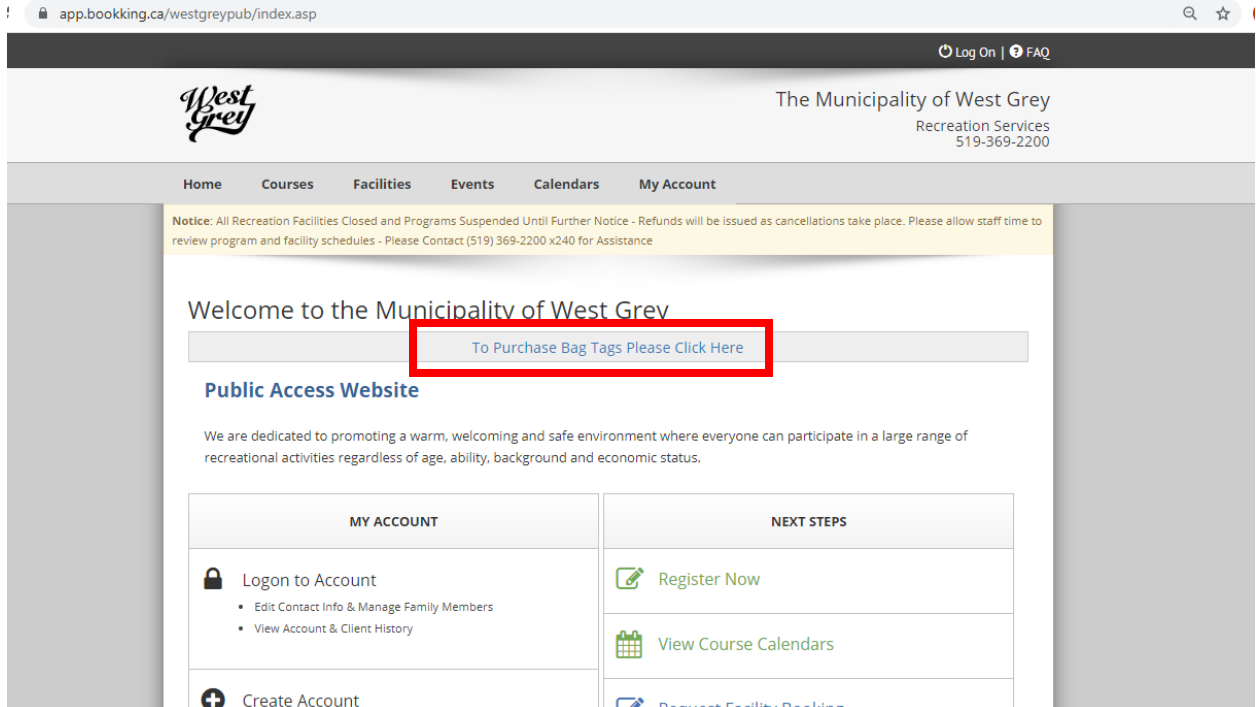 app.bookking.ca/westgreypub/index.asp
Log On | FAQ
West
Grey
The Municipality of West Grey
Recreation Services
519-369-2200
Home Courses Facilities Events Calendars My Account
Notice: All Recreation Facilities Closed and Programs Suspended Until Further Notice - Refunds will be issued as cancellations take place. Please allow staff time to
review program and facility schedules - Please Contact (519) 369-2200 x240 for Assistance
Welcome to the Municipality of West Grey
To Purchase Bag Tags Please Click Here
Public Access Website
We are dedicated to promoting a warm, welcoming and safe environment where everyone can participate in a large range of
recreational activities regardless of age, ability, background and economic status.
MY ACCOUNT
Logon to Account
• Edit Contact Info & Manage Family Members
• View Account & Client History
Create Account
NEXT STEPS
Register Now
View Course Calendars
Request Facility Booking